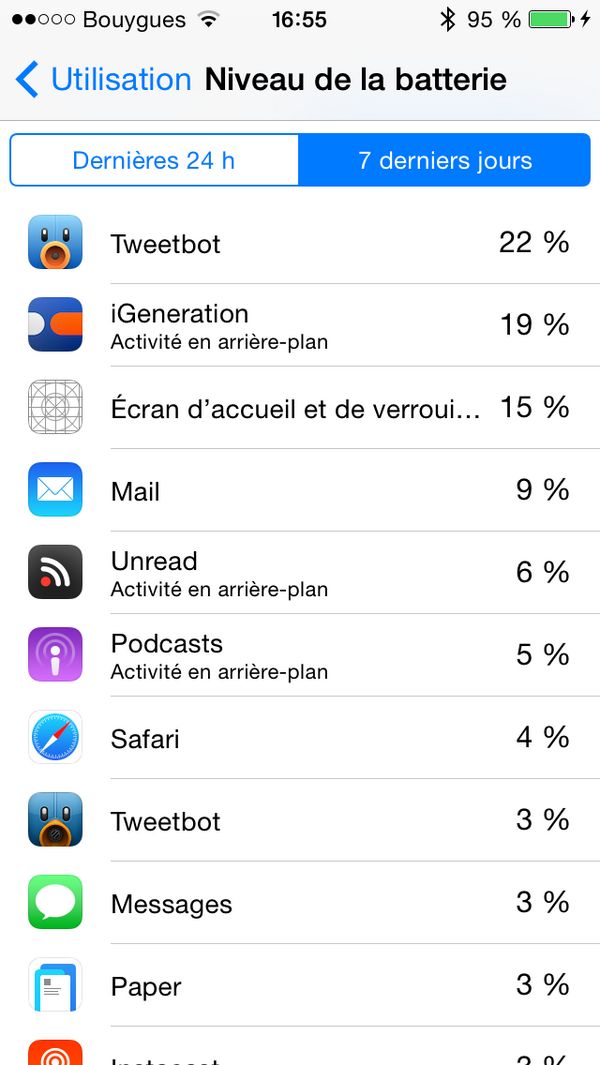 Bouygues 16:55 95 %
Utilisation Niveau de la batterie
Dernières 24 h 7 derniers jours
Tweetbot 22 %
iGeneration
Activité en arrière-plan 19 %
Écran d’accueil et de verroui... 15 %
Mail 9 %
Unread
Activité en arrière-plan 6 %
Podcasts
Activité en arrière-plan 5 %
Safari 4 %
Tweetbot 3 %
Messages 3 %
Paper 3 %